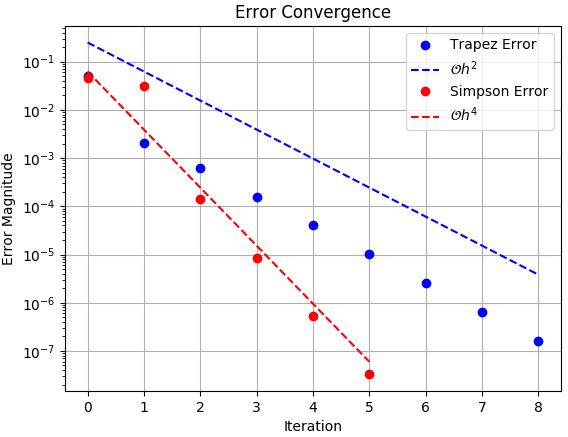 Error Convergence
Trapez Error
𝒪h²
Simpson Error
𝒪h⁴
10⁻¹
10⁻²
10⁻³
10⁻⁴
10⁻⁵
10⁻⁶
10⁻⁷
Error Magnitude
0 1 2 3 4 5 6 7 8
Iteration